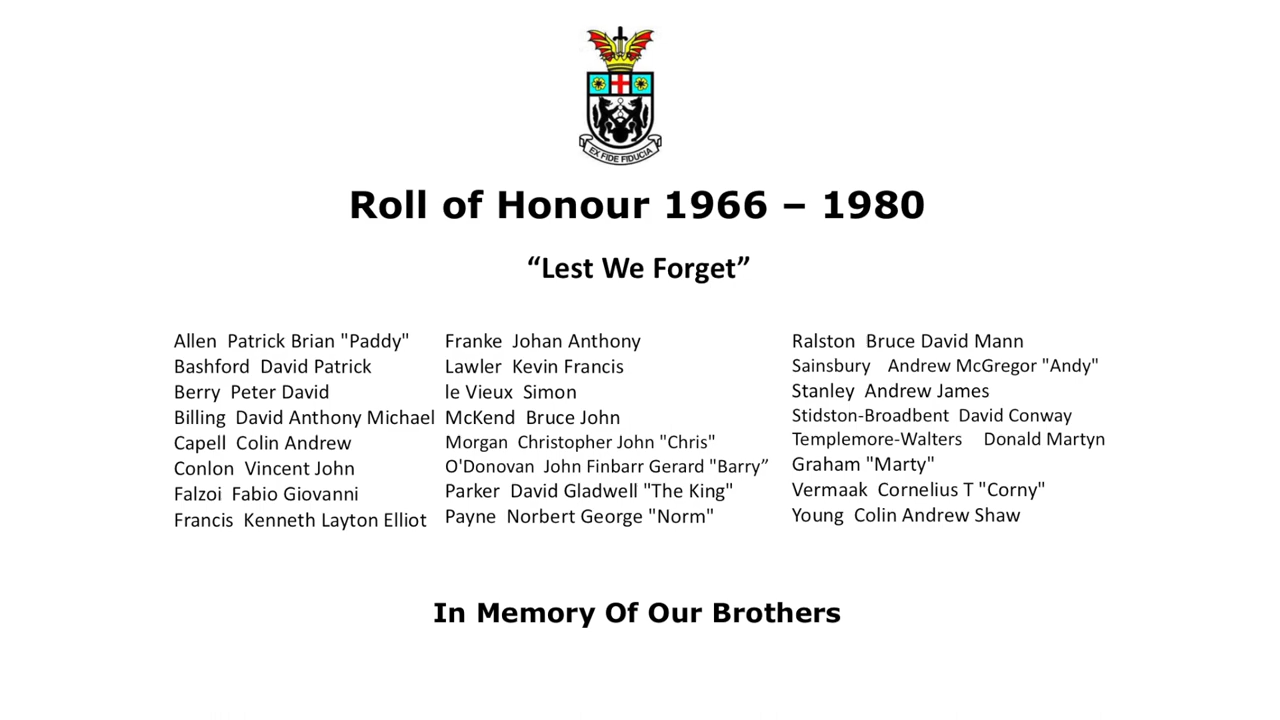 EX FIDE FIDUCIA
Roll of Honour 1966 – 1980
“Lest We Forget”
Allen Patrick Brian "Paddy"
Bashford David Patrick
Berry Peter David
Billing David Anthony Michael
Capell Colin Andrew
Conlon Vincent John
Falzoi Fabio Giovanni
Francis Kenneth Layton Elliot
Franke Johan Anthony
Lawler Kevin Francis
le Vieux Simon
McKend Bruce John
Morgan Christopher John "Chris"
O'Donovan John Finbarr Gerard "Barry”
Parker David Gladwell "The King"
Payne Norbert George "Norm"
Ralston Bruce David Mann
Sainsbury Andrew McGregor "Andy"
Stanley Andrew James
Stidston-Broadbent David Conway
Templemore-Walters Donald Martyn
Graham "Marty"
Vermaak Cornelius T "Corny"
Young Colin Andrew Shaw
In Memory Of Our Brothers